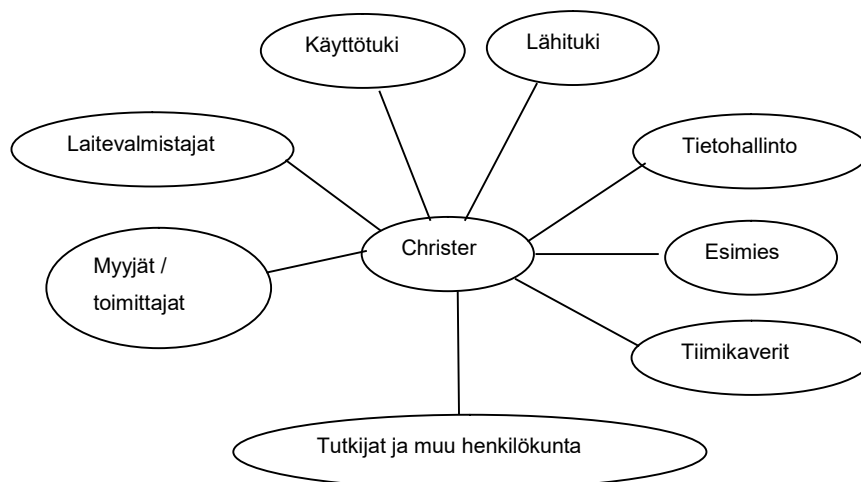 Käyttötuki
Lähituki
Laitevalmistajat
Tietohallinto
Christer
Esimies
Myyjät /
toimittajat
Tiimikaverit
Tutkijat ja muu henkilökunta